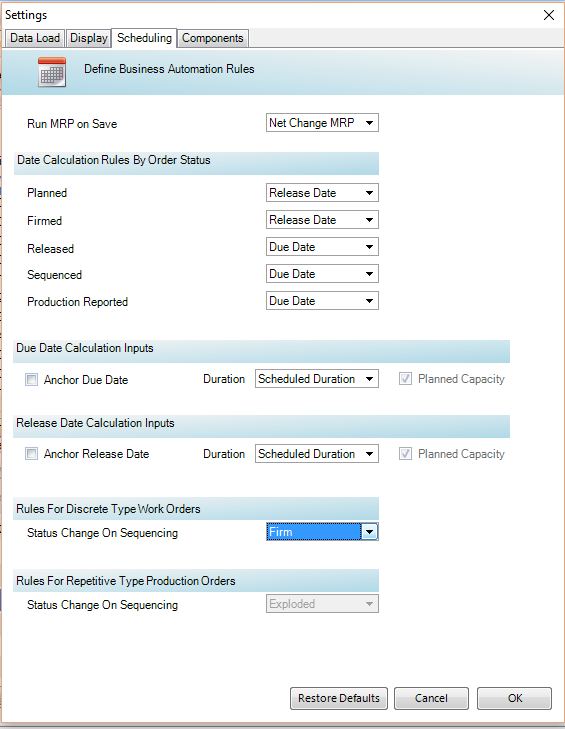 Settings
Data Load Display Scheduling Components
Define Business Automation Rules
Run MRP on Save Net Change MRP
Date Calculation Rules By Order Status
Planned Release Date
Firmed Release Date
Released Due Date
Sequenced Due Date
Production Reported Due Date
Due Date Calculation Inputs
Anchor Due Date Duration Scheduled Duration Planned Capacity
Release Date Calculation Inputs
Anchor Release Date Duration Scheduled Duration Planned Capacity
Rules For Discrete Type Work Orders
Status Change On Sequencing Firm
Rules For Repetitive Type Production Orders
Status Change On Sequencing Exploded
Restore Defaults Cancel OK